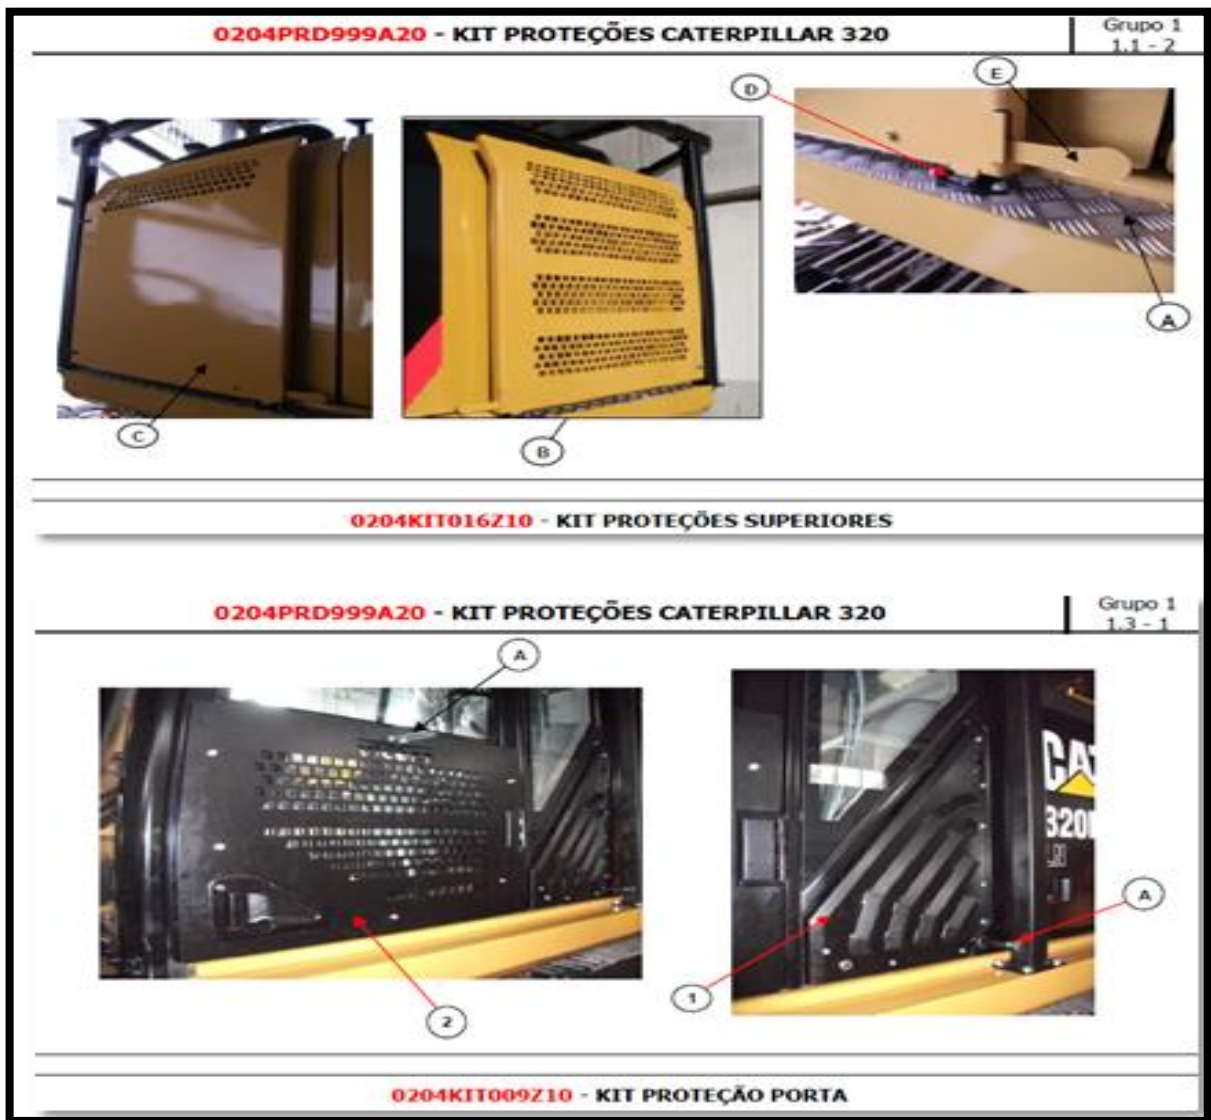 0204PRD999A20 - KIT PROTEÇÕES CATERPILLAR 320
Grupo 1
1.1 - 2
D
E
A
C
B
0204KIT016Z10 - KIT PROTEÇÕES SUPERIORES
0204PRD999A20 - KIT PROTEÇÕES CATERPILLAR 320
Grupo 1
1.3 - 1
A
2
CAT
320
A
1
0204KIT009Z10 - KIT PROTEÇÃO PORTA